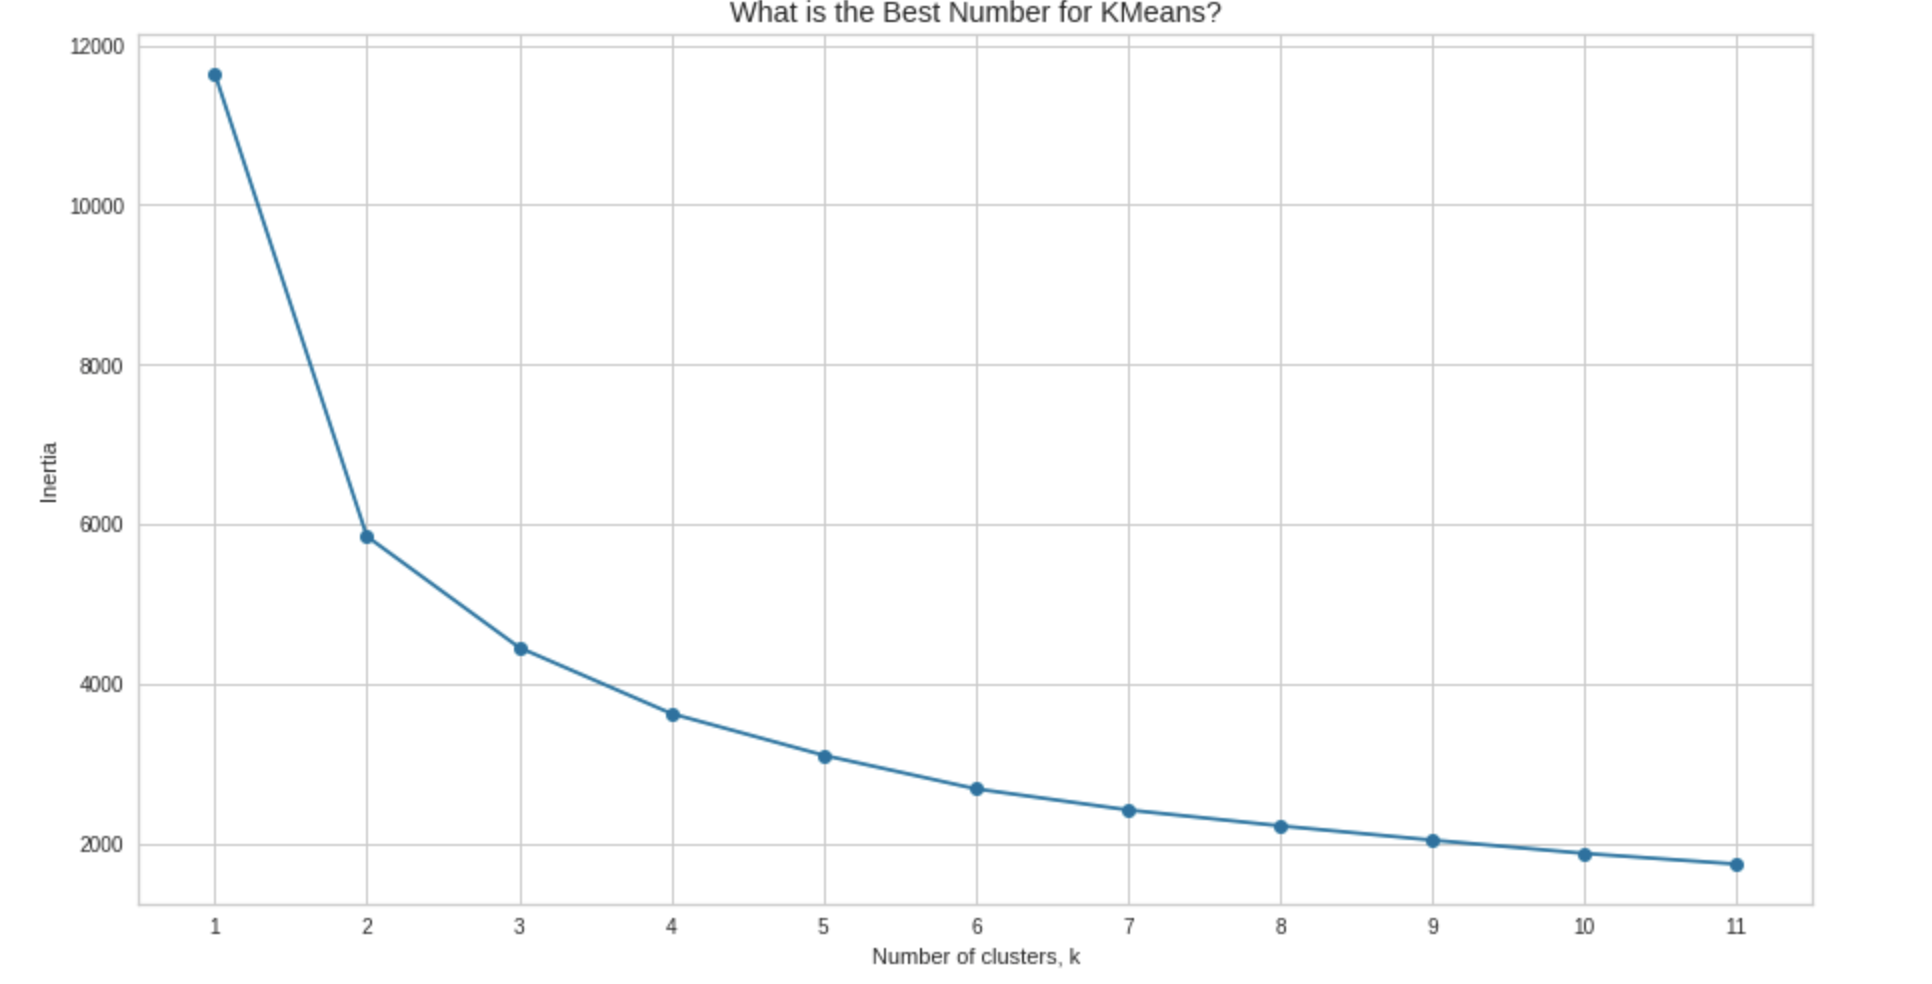 What is the Best Number for KMeans?
12000
10000
8000
6000
4000
2000
Inertia
1 2 3 4 5 6 7 8 9 10 11
Number of clusters, k